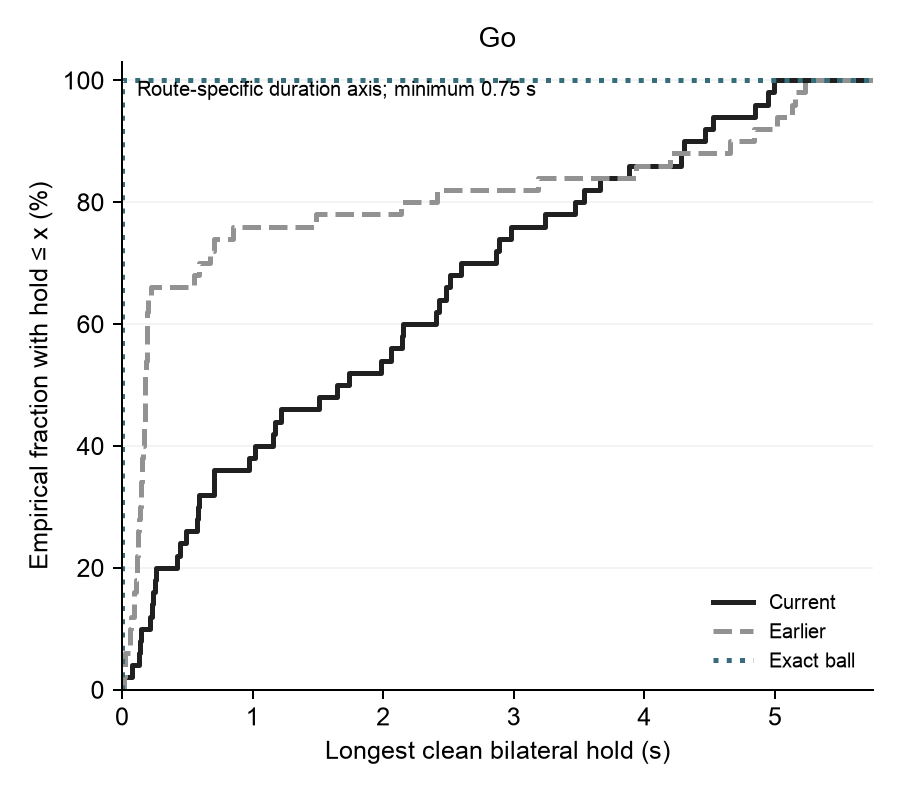 Go
100
Route-specific duration axis; minimum 0.75 s
80
60
40
20
0
Empirical fraction with hold ≤ x (%)
Current
Earlier
Exact ball
0 1 2 3 4 5
Longest clean bilateral hold (s)